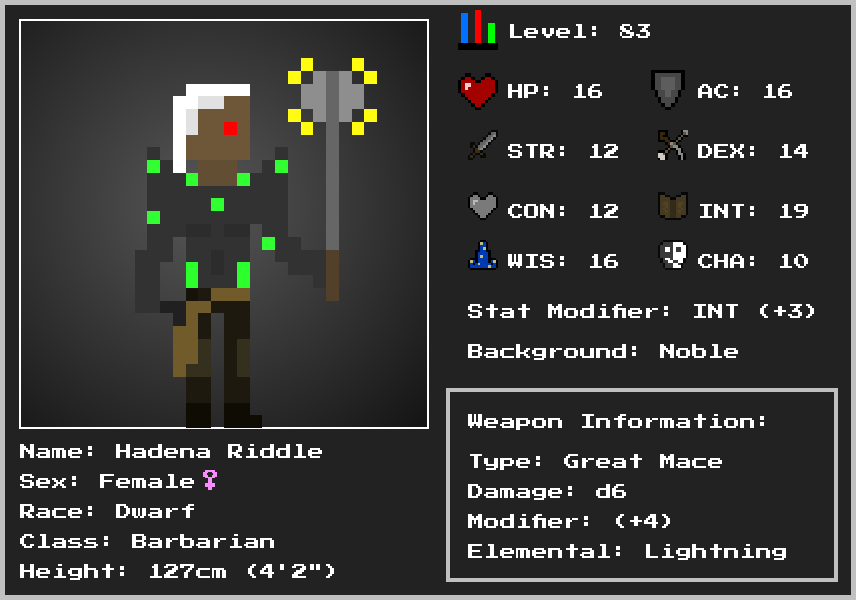 Level: 83
HP: 16 AC: 16
STR: 12 DEX: 14
CON: 12 INT: 19
WIS: 16 CHA: 10
Stat Modifier: INT (+3)
Background: Noble
Weapon Information:
Type: Great Mace
Damage: d6
Modifier: (+4)
Elemental: Lightning
Name: Hadena Riddle
Sex: Female♀
Race: Dwarf
Class: Barbarian
Height: 127cm (4'2")